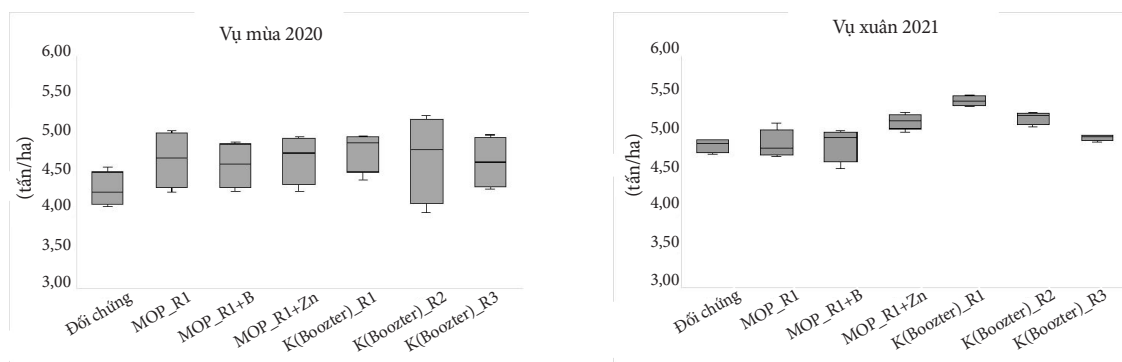 Vụ mùa 2020
6,00
5,50
5,00
4,50
4,00
3,50
3,00
(tấn/ha)
Đối chứng
MOP_R1
MOP_R1+B
MOP_R1+Zn
K(Boozter)_R1
K(Boozter)_R2
K(Boozter)_R3
Vụ xuân 2021
6,00
5,50
5,00
4,50
4,00
3,50
3,00
(tấn/ha)
Đối chứng
MOP_R1
MOP_R1+B
MOP_R1+Zn
K(Boozter)_R1
K(Boozter)_R2
K(Boozter)_R3